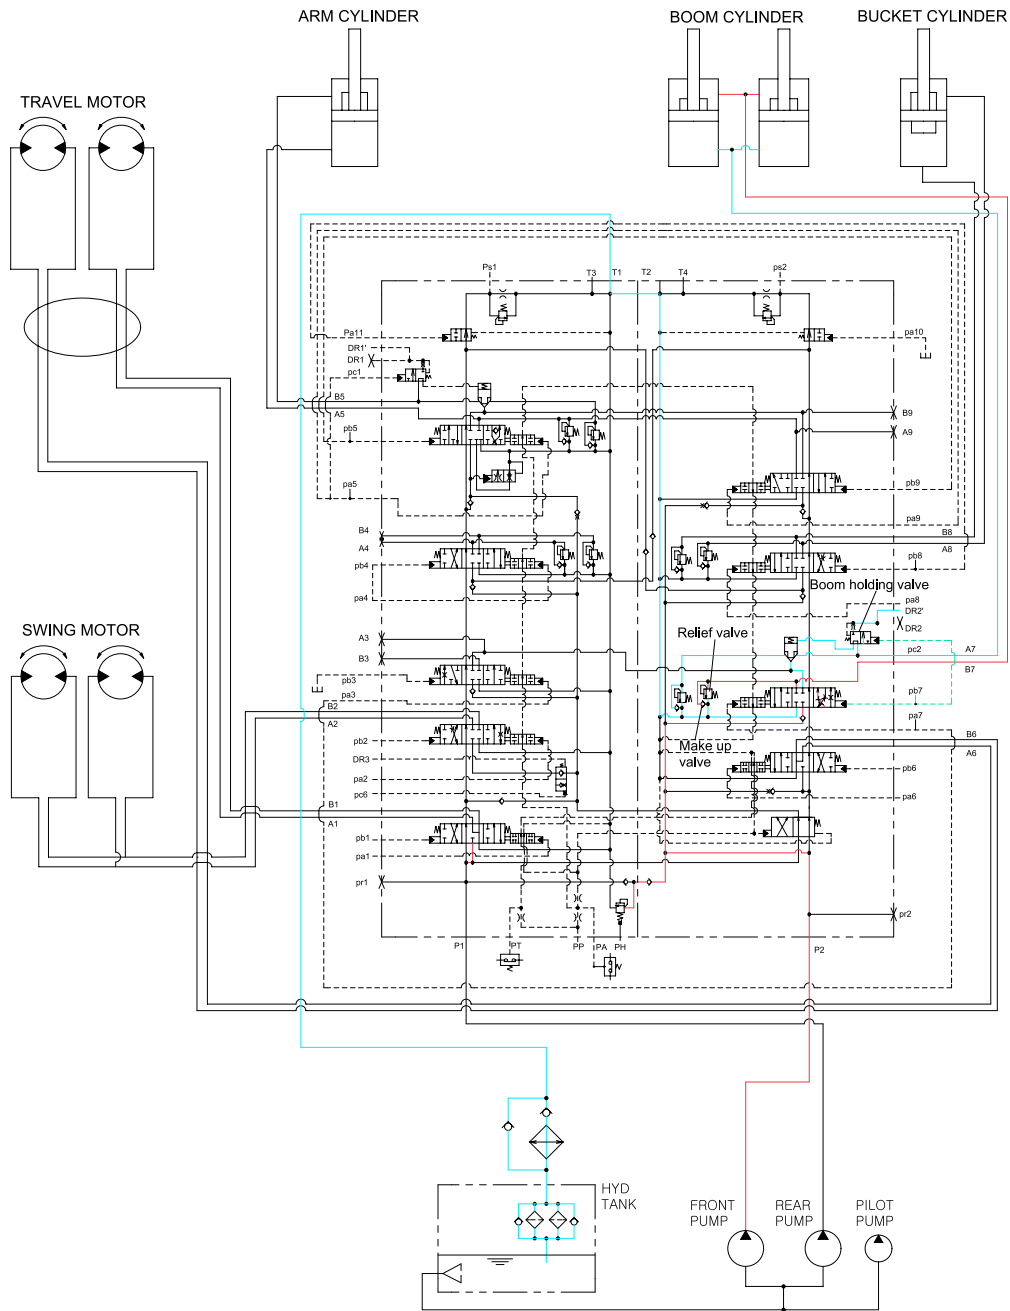 ARM CYLINDER
BOOM CYLINDER
BUCKET CYLINDER
TRAVEL MOTOR
Ps1
T3
T1
T2
T4
ps2
Pa11
pa10
DR1'
DR1
pc1
B5
A5
B9
A9
pb5
pa5
pb9
pa9
B4
A4
B8
A8
pb4
pb8
Boom holding valve
pa4
pa8
DR2'
DR2
SWING MOTOR
Relief valve
A3
B3
pc2
A7
B7
pb3
pa3
pb7
B2
A2
pa7
pb2
Make up
valve
B6
A6
DR3
pa2
pb6
pc6
pa6
B1
A1
pb1
pa1
pr1
pr2
P1
PT
PP
PA
PH
P2
HYD
TANK
FRONT
PUMP
REAR
PUMP
PILOT
PUMP